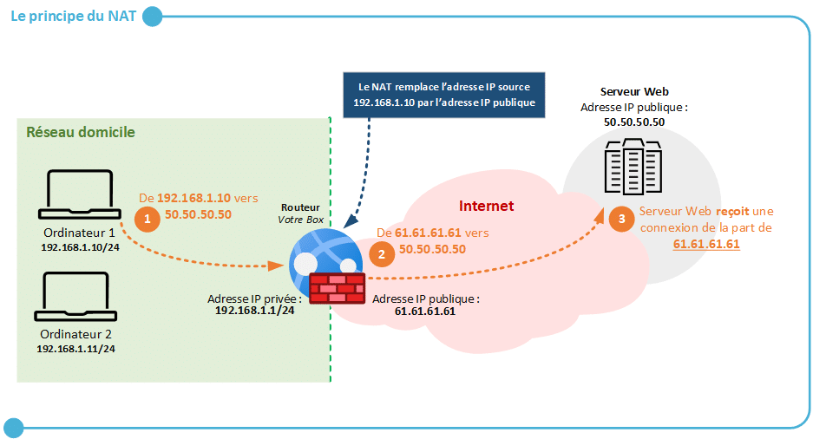 Le principe du NAT
Le NAT remplace l'adresse IP source
192.168.1.10 par l'adresse IP publique
Serveur Web
Adresse IP publique :
50.50.50.50
Réseau domicile
De 192.168.1.10 vers
50.50.50.50
1
Ordinateur 1
192.168.1.10/24
Routeur
Votre Box
Internet
De 61.61.61.61 vers
50.50.50.50
2
3
Serveur Web reçoit une
connexion de la part de
61.61.61.61
Adresse IP privée :
192.168.1.1/24
Adresse IP publique :
61.61.61.61
Ordinateur 2
192.168.1.11/24